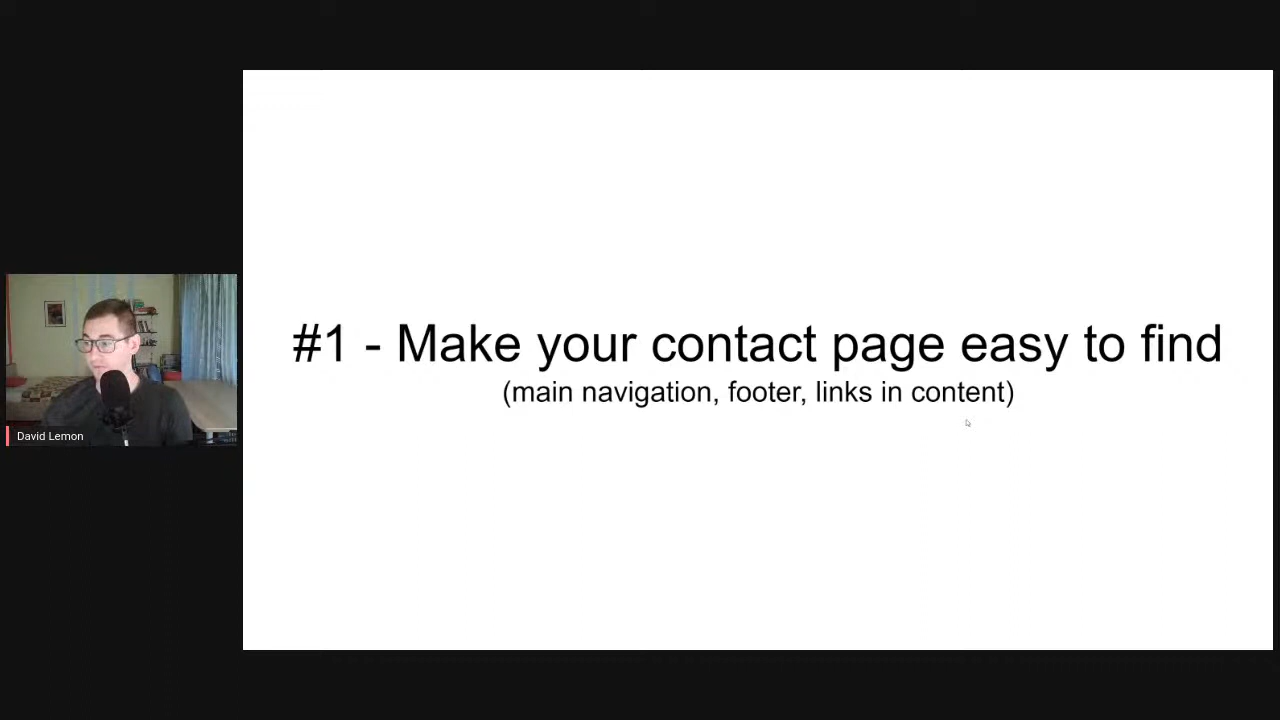 #1 - Make your contact page easy to find
(main navigation, footer, links in content)
David Lemon